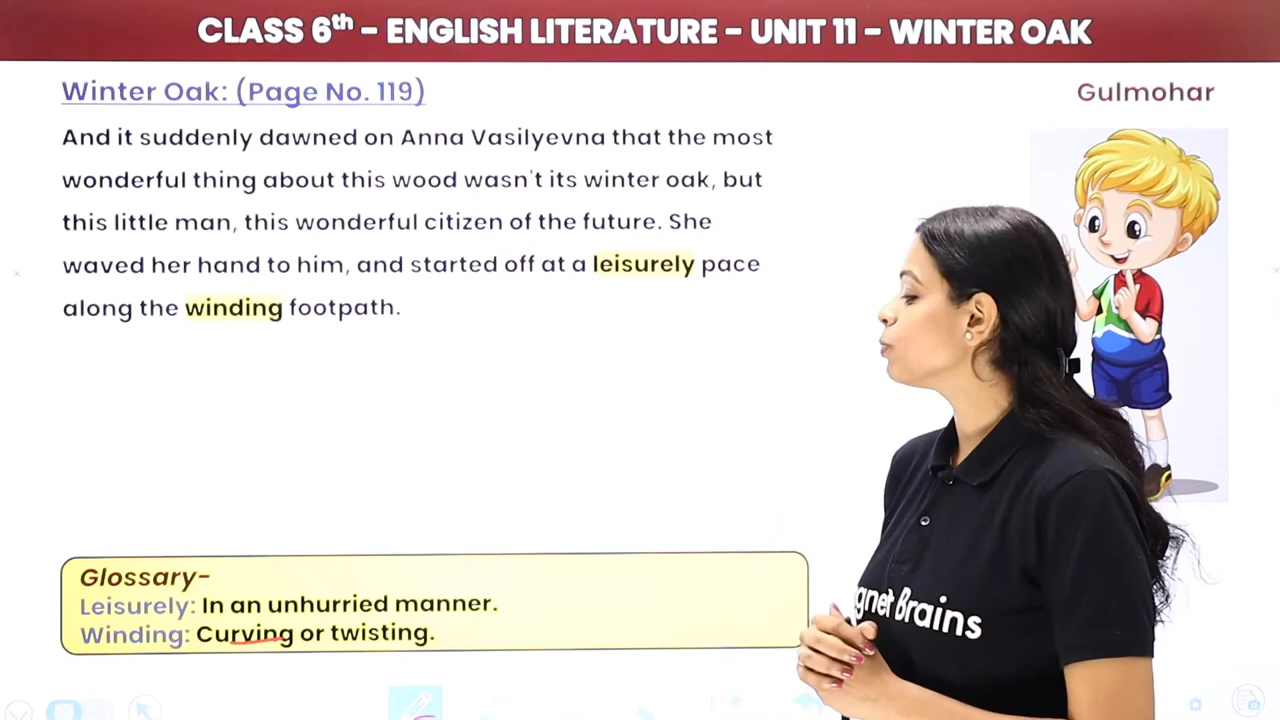 CLASS 6th - ENGLISH LITERATURE - UNIT 11 - WINTER OAK
Winter Oak: (Page No. 119)
Gulmohar
And it suddenly dawned on Anna Vasilyevna that the most
wonderful thing about this wood wasn't its winter oak, but
this little man, this wonderful citizen of the future. She
waved her hand to him, and started off at a leisurely pace
along the winding footpath.
Glossary-
Leisurely: In an unhurried manner.
Winding: Curving or twisting.
gnet Brains